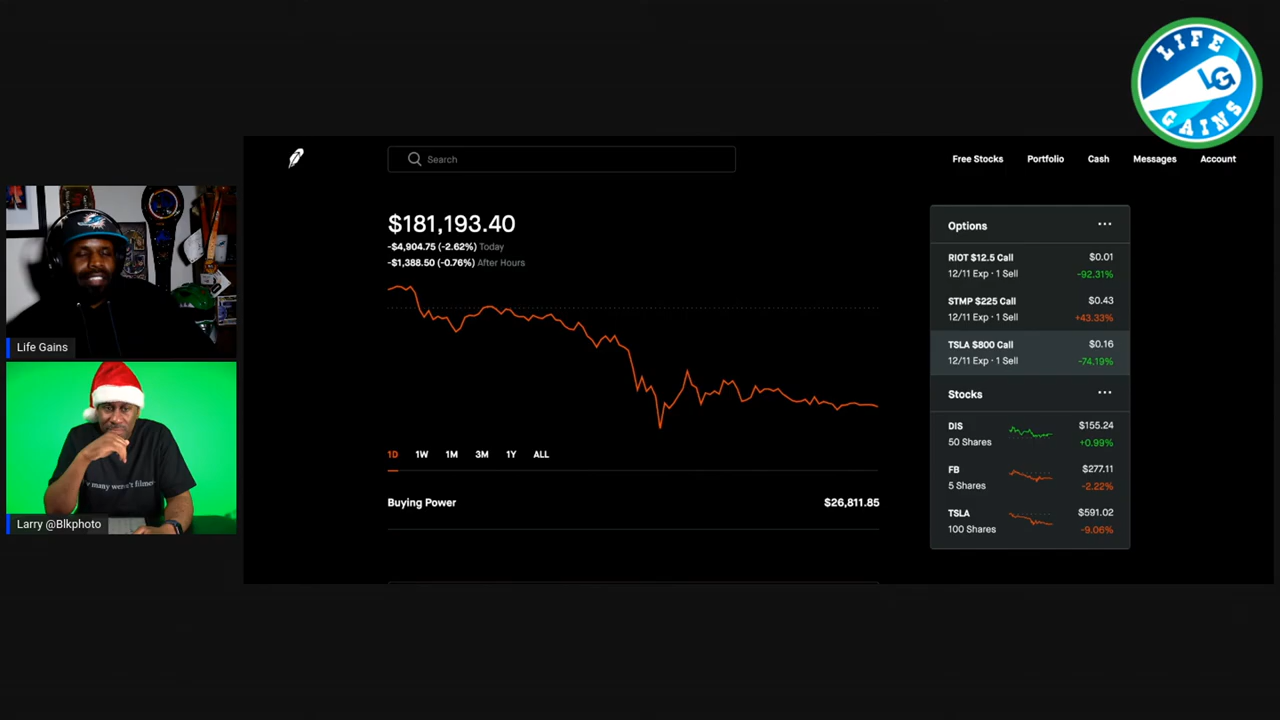 LIFE
LG
GAINS
Search
Free Stocks
Portfolio
Cash
Messages
Account
$181,193.40
-$4,904.75 (-2.62%) Today
-$1,388.50 (-0.76%) After Hours
1D 1W 1M 3M 1Y ALL
Buying Power $26,811.85
Options ...
RIOT $12.5 Call $0.01
12/11 Exp · 1 Sell -92.31%
STMP $225 Call $0.43
12/11 Exp · 1 Sell +43.33%
TSLA $800 Call $0.16
12/11 Exp · 1 Sell -74.19%
Stocks ...
DIS $155.24
50 Shares +0.99%
FB $277.11
5 Shares -2.22%
TSLA $591.02
100 Shares -9.06%
Life Gains
many weren't filme
Larry @Blkphoto